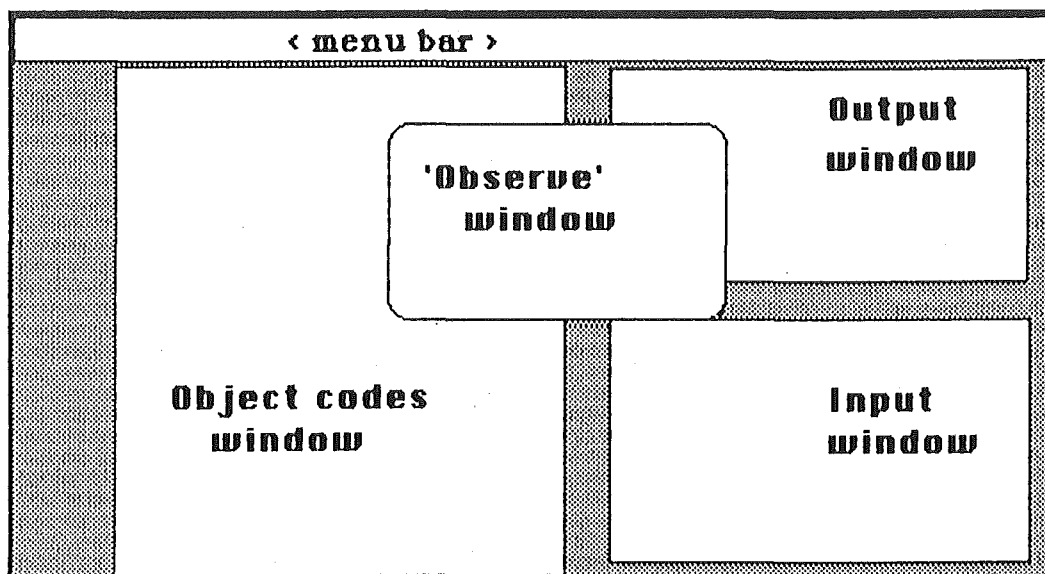 < menu bar >
Output
window
'Observe'
window
Object codes
window
Input
window